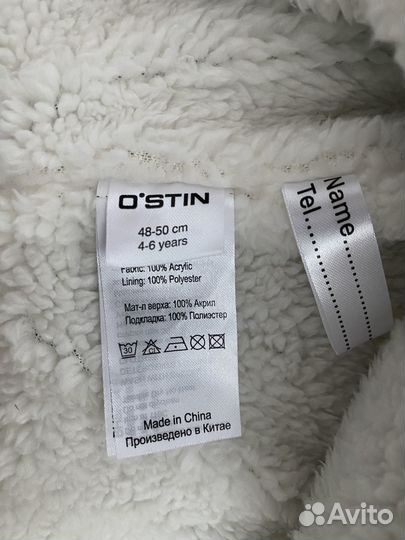 O'STIN
48-50 cm
4-6 years
Fabric: 100% Acrylic
Lining: 100% Polyester
Мат-л верха: 100% Акрил
Подкладка: 100% Полиэстер
30
Made in China
Произведено в Китае
Name......
Tel......
Avito